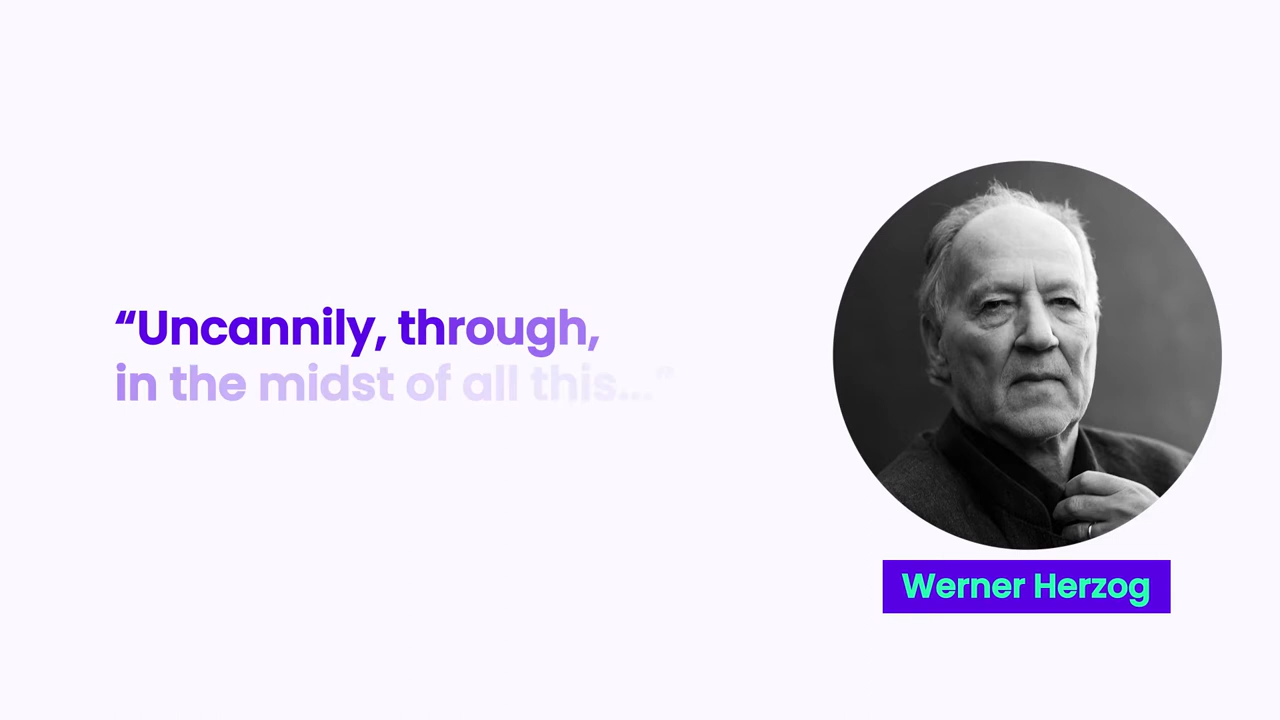 “Uncannily, through,
in the midst of all this...”
Werner Herzog